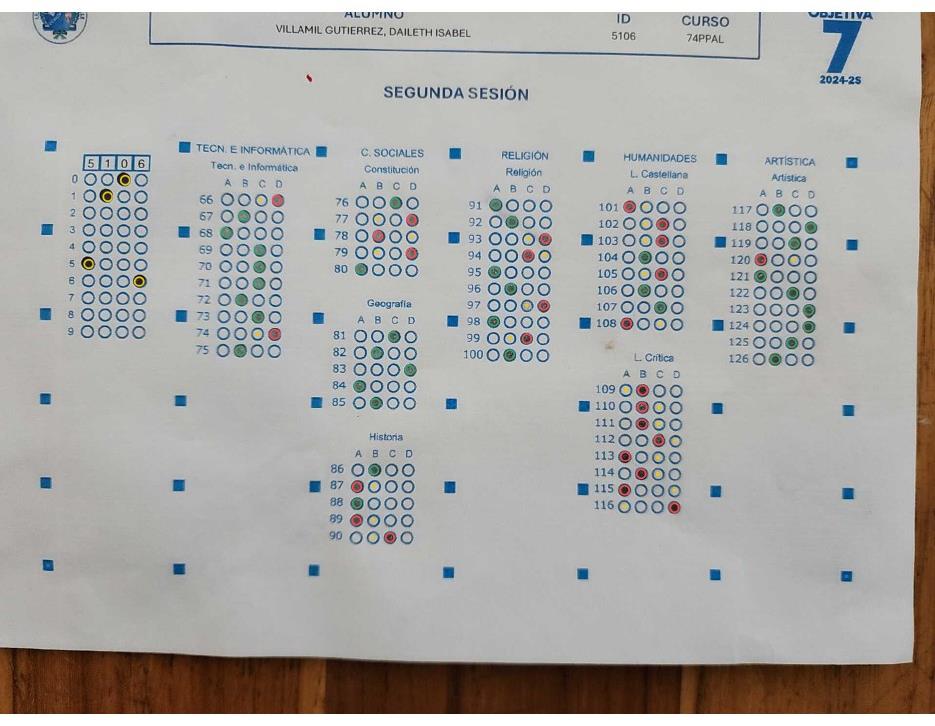 ALUMNO
VILLAMIL GUTIERREZ, DAILETH ISABEL
ID
5106
CURSO
74PPAL
OBJETIVA
7
2024-25
SEGUNDA SESIÓN
5 1 0 6
0
1
2
3
4
5
6
7
8
9
TECN. E INFORMÁTICA
Tecn. e Informática
A B C D
66
67
68
69
70
71
72
73
74
75
C. SOCIALES
Constitución
A B C D
76
77
78
79
80
Geografía
A B C D
81
82
83
84
85
Historia
A B C D
86
87
88
89
90
RELIGIÓN
Religión
A B C D
91
92
93
94
95
96
97
98
99
100
HUMANIDADES
L. Castellana
A B C D
101
102
103
104
105
106
107
108
L. Crítica
A B C D
109
110
111
112
113
114
115
116
ARTÍSTICA
Artística
A B C D
117
118
119
120
121
122
123
124
125
126